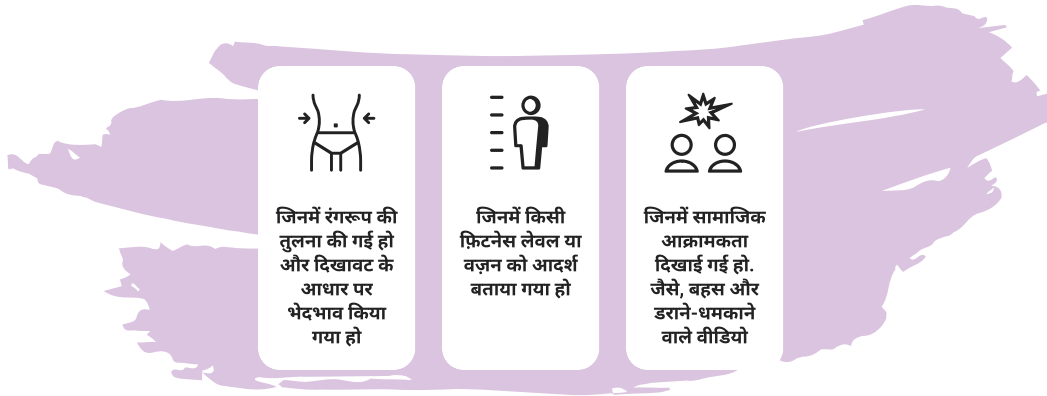 जिनमें रंगरूप की
तुलना की गई हो
और दिखावट के
आधार पर
भेदभाव किया
गया हो
जिनमें किसी
फ़िटनेस लेवल या
वज़न को आदर्श
बताया गया हो
जिनमें सामाजिक
आक्रामकता
दिखाई गई हो.
जैसे, बहस और
डराने-धमकाने
वाले वीडियो